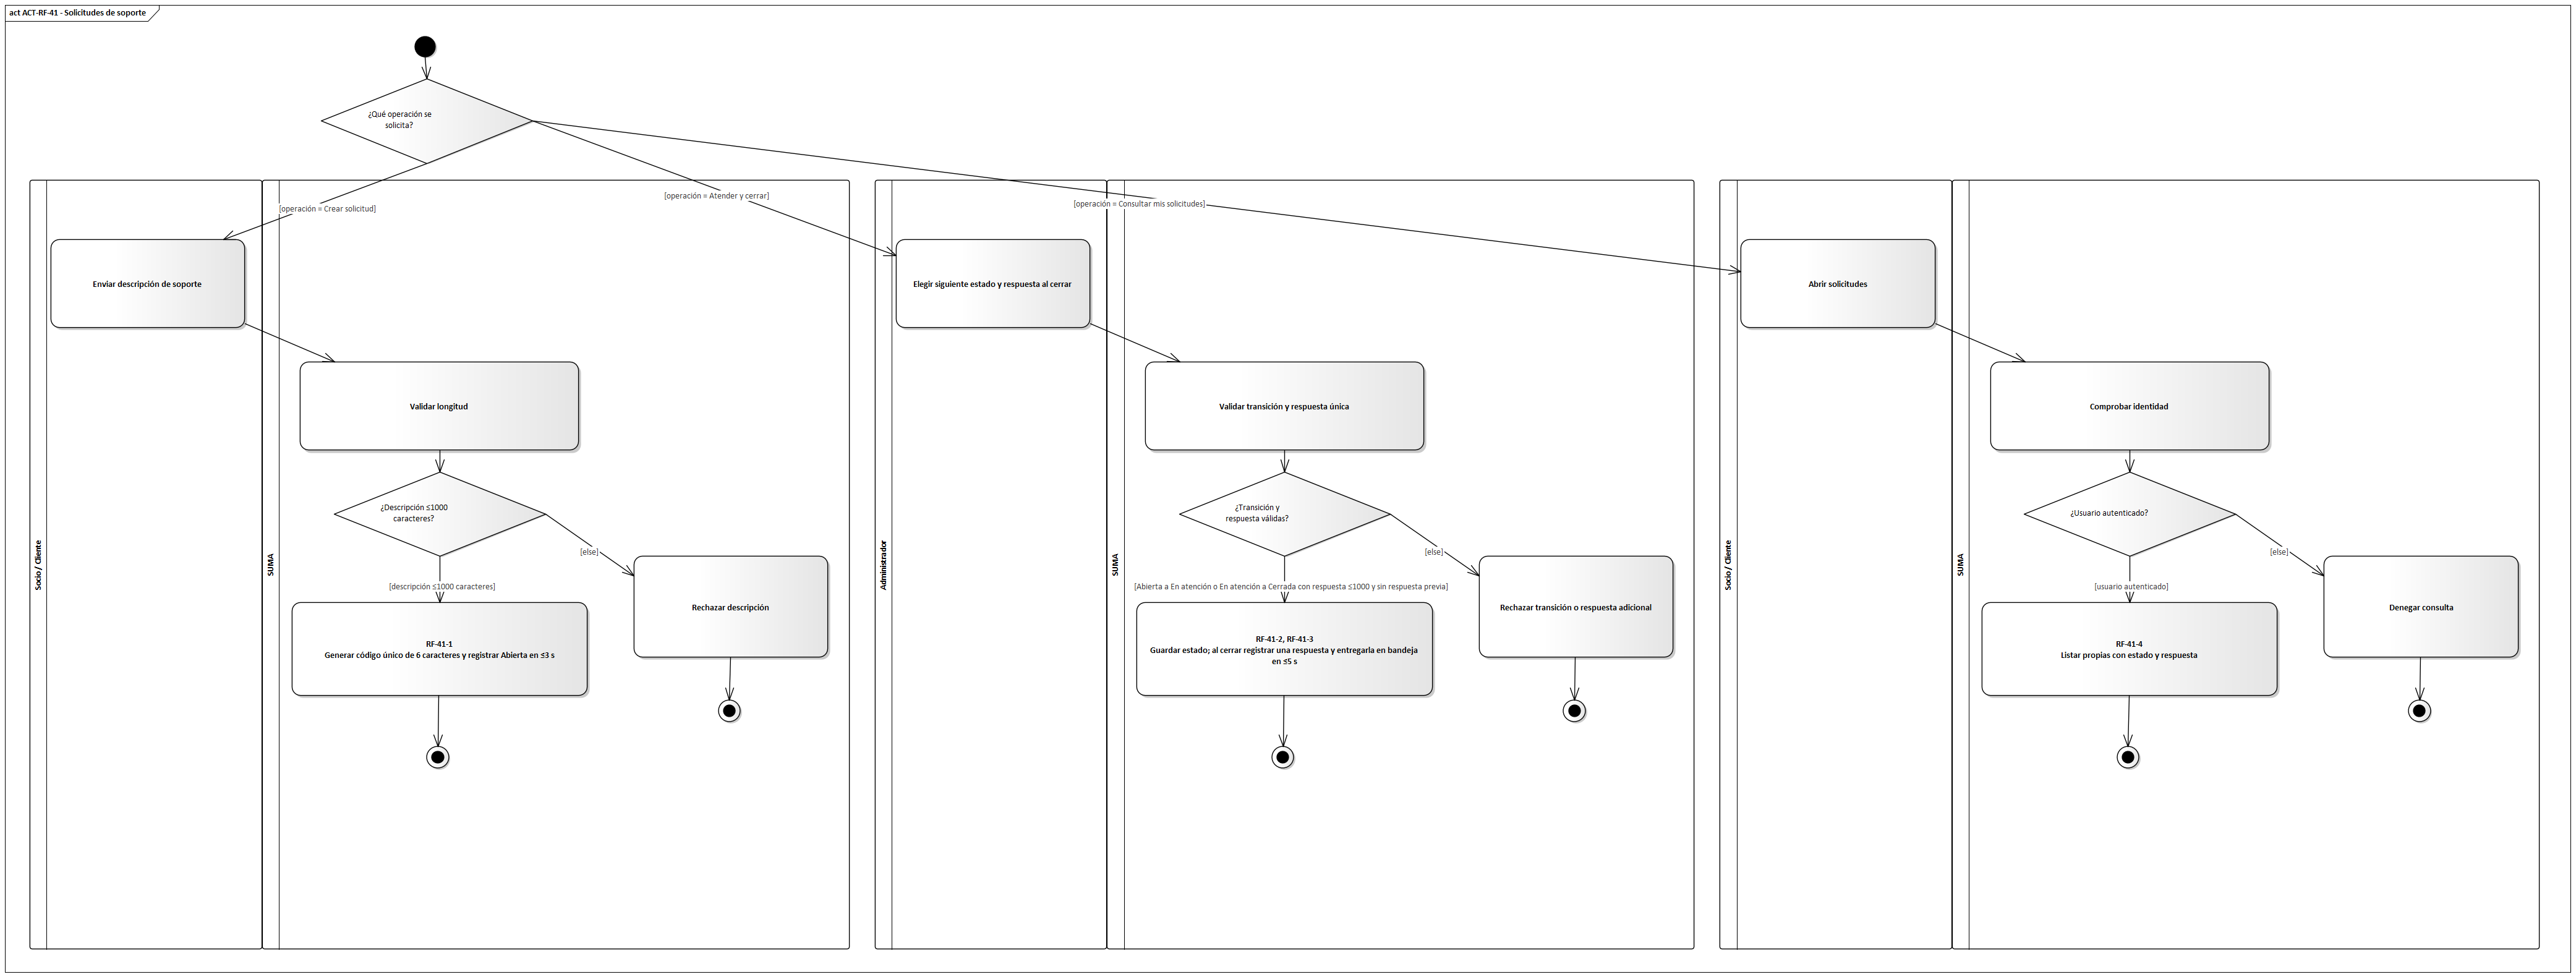 act ACT-RF-41 - Solicitudes de soporte
¿Qué operación se
solicita?
[operación = Crear solicitud]
[operación = Atender y cerrar]
[operación = Consultar mis solicitudes]
Socio / Cliente
SUMA
Enviar descripción de soporte
Validar longitud
¿Descripción ≤1000
caracteres?
[else]
[descripción ≤1000 caracteres]
Rechazar descripción
RF-41-1
Generar código único de 6 caracteres y registrar Abierta en ≤3 s
Administrador
SUMA
Elegir siguiente estado y respuesta al cerrar
Validar transición y respuesta única
¿Transición y
respuesta válidas?
[else]
[Abierta a En atención o En atención a Cerrada con respuesta ≤1000 y sin respuesta previa]
Rechazar transición o respuesta adicional
RF-41-2, RF-41-3
Guardar estado; al cerrar registrar una respuesta y entregarla en bandeja
en ≤5 s
Socio / Cliente
SUMA
Abrir solicitudes
Comprobar identidad
¿Usuario autenticado?
[else]
[usuario autenticado]
Denegar consulta
RF-41-4
Listar propias con estado y respuesta